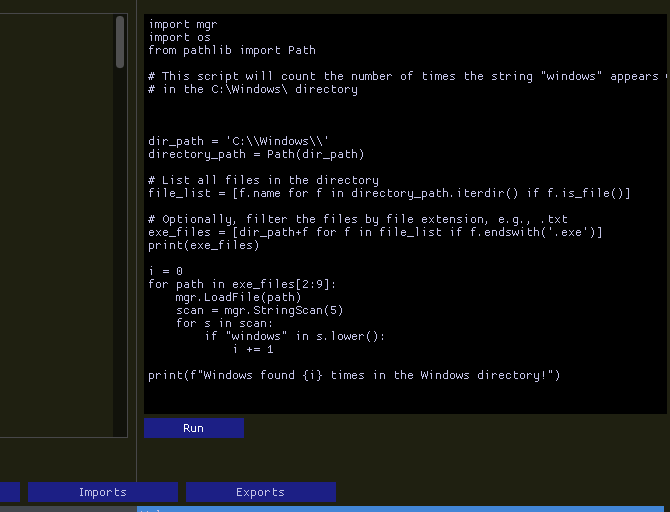 import mgr
import os
from pathlib import Path
# This script will count the number of times the string "windows" appears
# in the C:\Windows\ directory
dir_path = 'C:\\Windows\\'
directory_path = Path(dir_path)
# List all files in the directory
file_list = [f.name for f in directory_path.iterdir() if f.is_file()]
# Optionally, filter the files by file extension, e.g., .txt
exe_files = [dir_path+f for f in file_list if f.endswith('.exe')]
print(exe_files)
i = 0
for path in exe_files[2:9]:
    mgr.LoadFile(path)
    scan = mgr.StringScan(5)
    for s in scan:
        if "windows" in s.lower():
            i += 1
print(f"Windows found {i} times in the Windows directory!")
Run
Imports
Exports